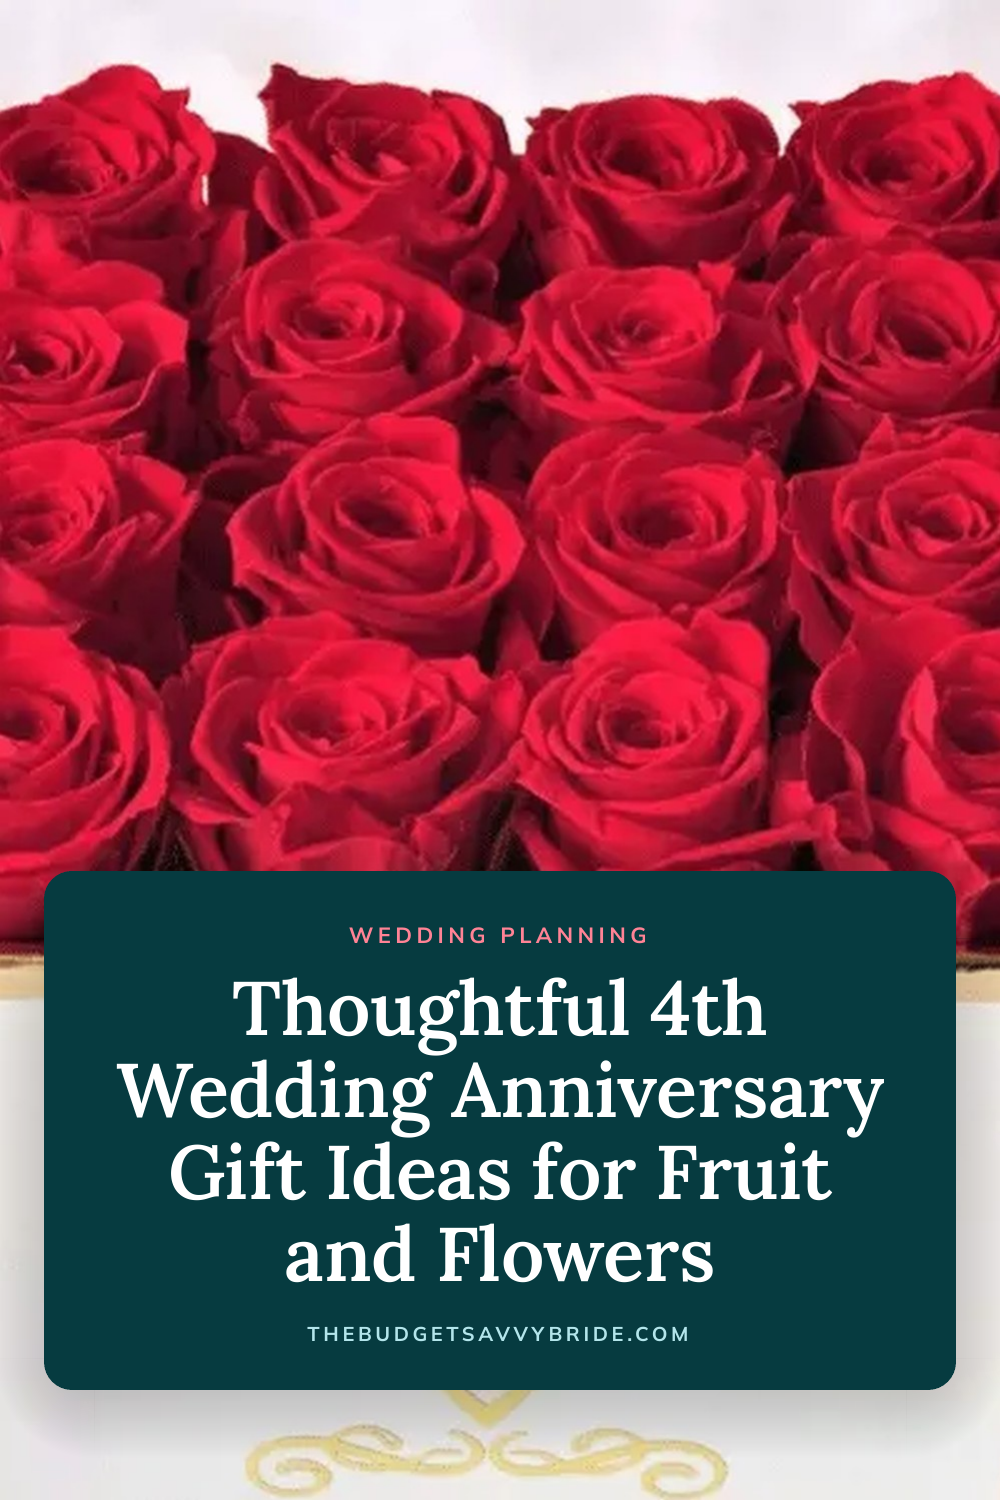 WEDDING PLANNING
Thoughtful 4th
Wedding Anniversary
Gift Ideas for Fruit
and Flowers
THEBUDGETSAVVYBRIDE.COM